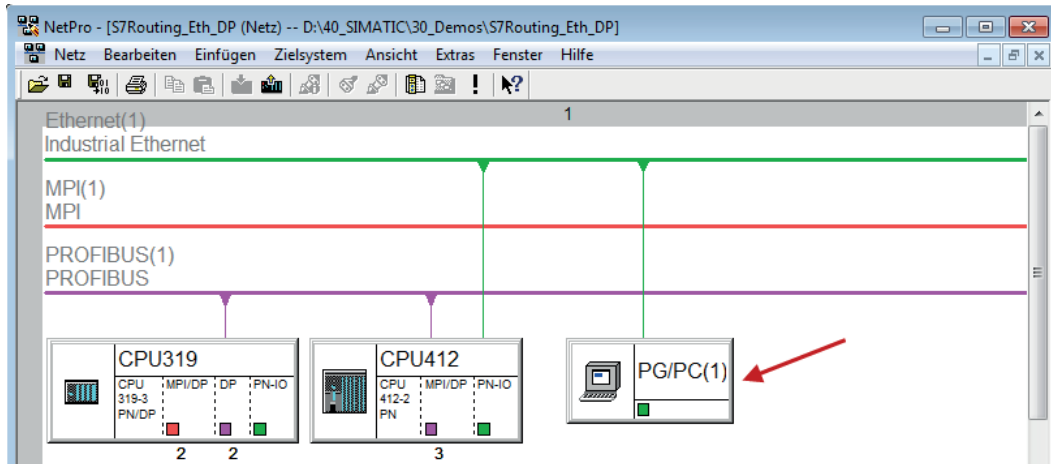 NetPro - [S7Routing_Eth_DP (Netz) -- D:\40_SIMATIC\30_Demos\S7Routing_Eth_DP]
Netz Bearbeiten Einfügen Zielsystem Ansicht Extras Fenster Hilfe
1
Ethernet(1)
Industrial Ethernet
MPI(1)
MPI
PROFIBUS(1)
PROFIBUS
CPU319
CPU 319-3 PN/DP
MPI/DP
DP
PN-IO
2
2
CPU412
CPU 412-2 PN
MPI/DP
PN-IO
3
PG/PC(1)